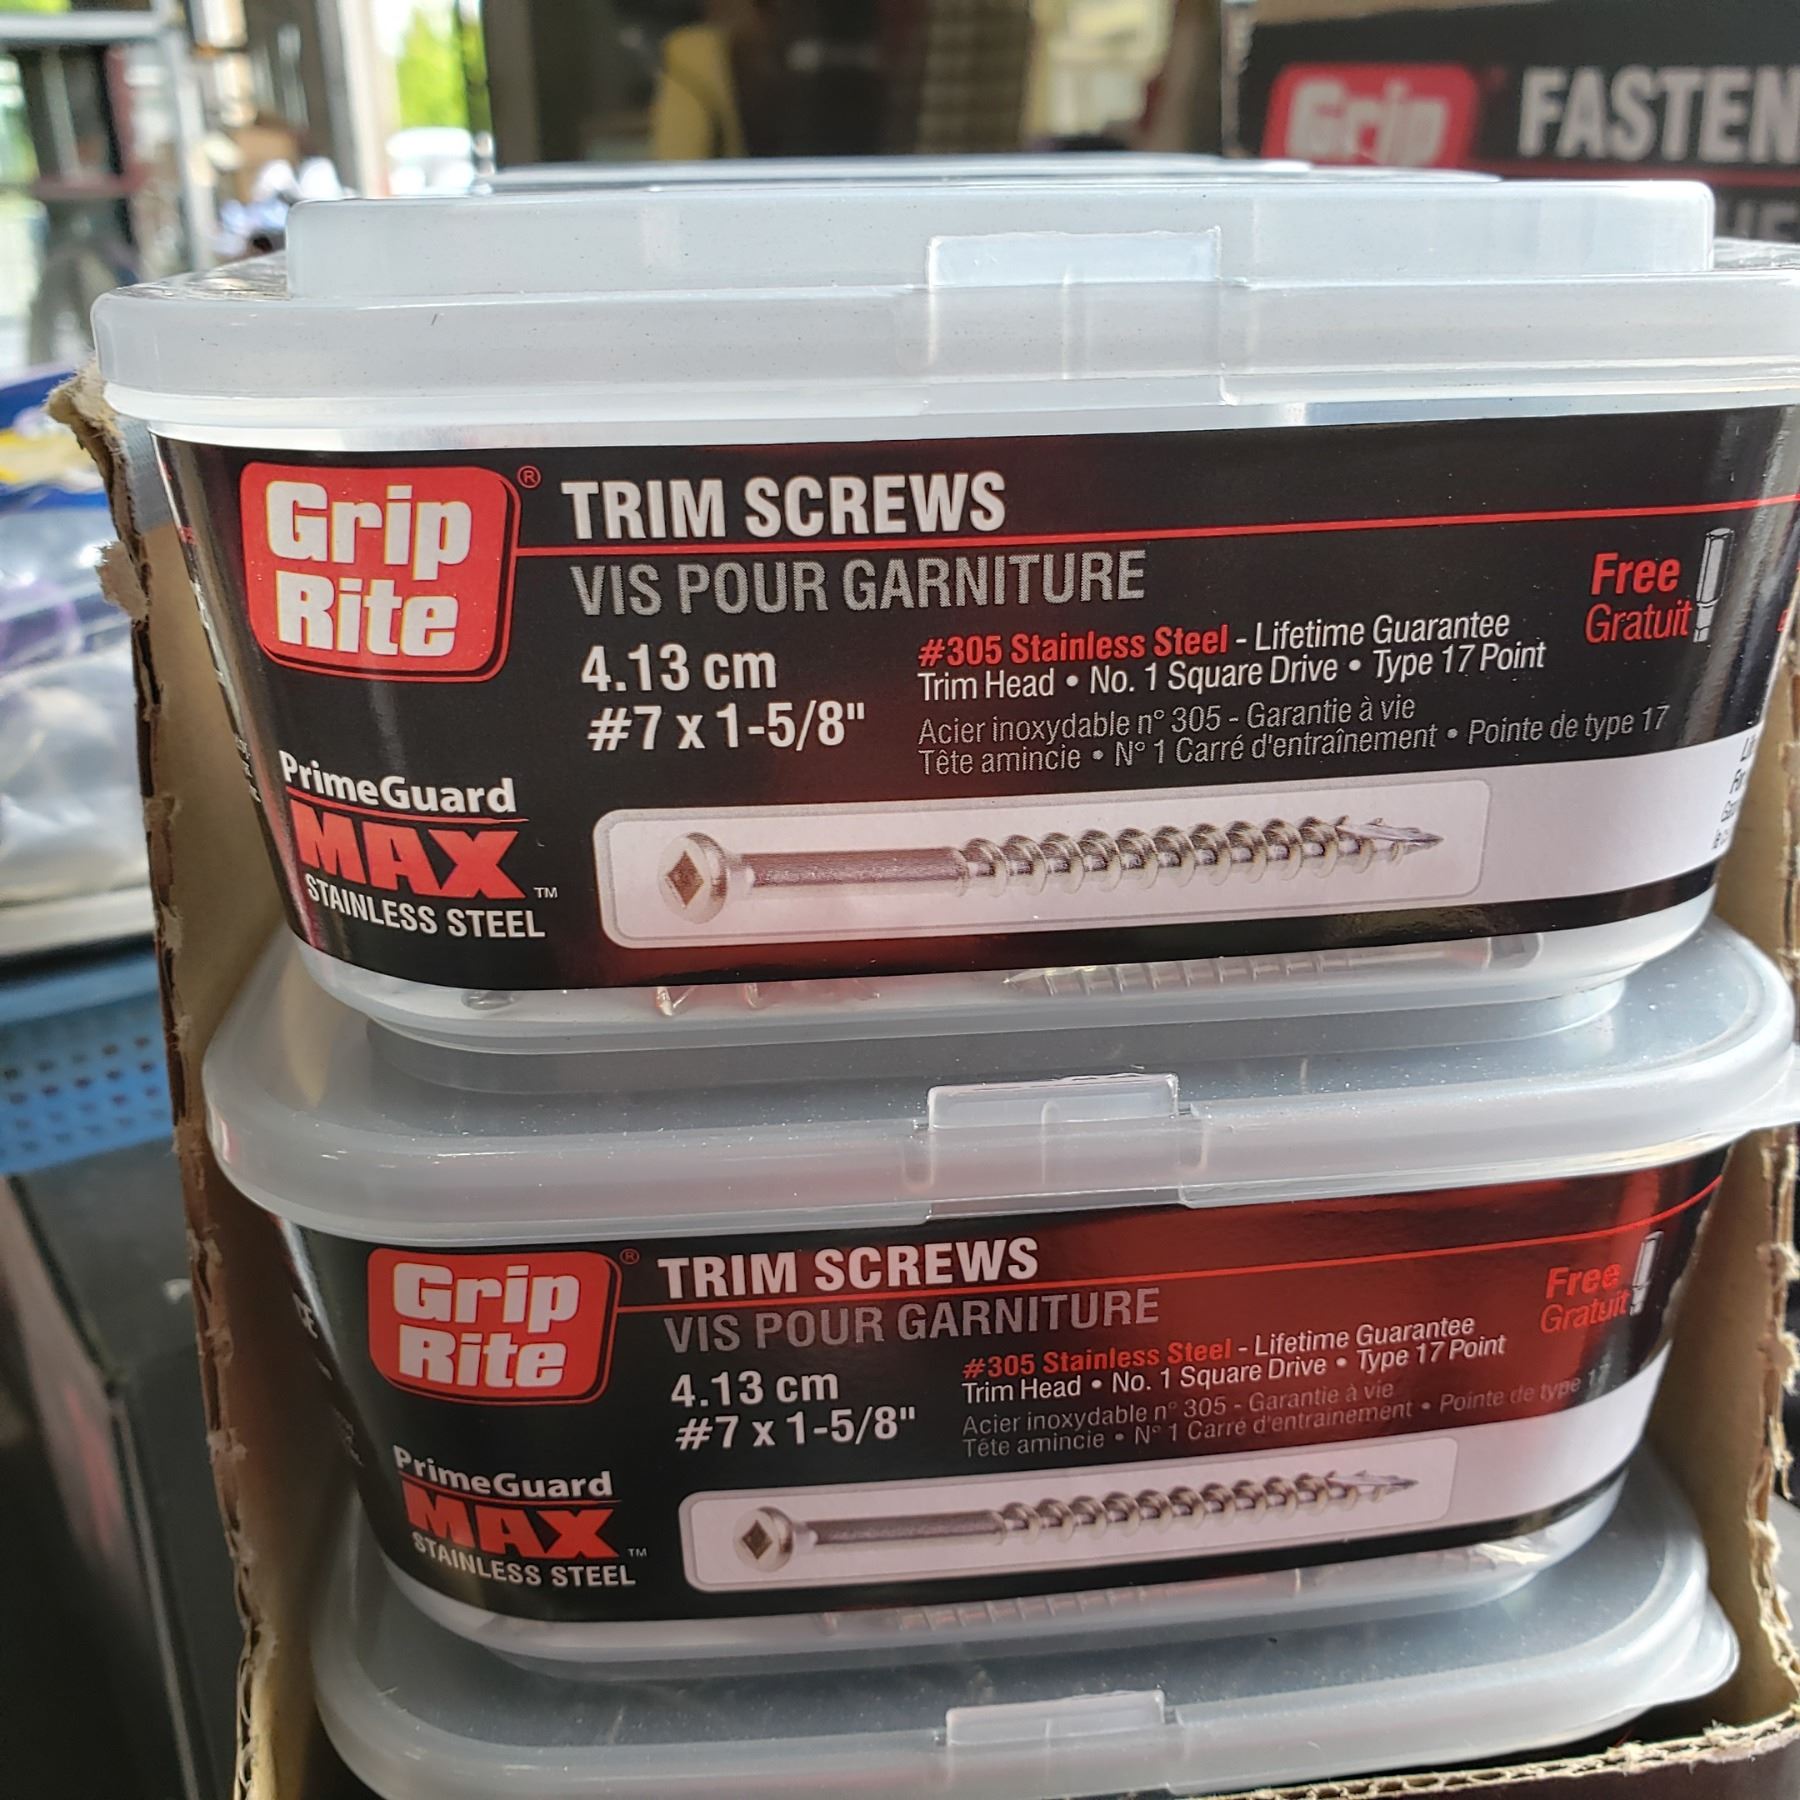 Grip
FASTEN
Grip
Rite
®
TRIM SCREWS
VIS POUR GARNITURE
4.13 cm
#7 x 1-5/8"
#305 Stainless Steel - Lifetime Guarantee
Trim Head • No. 1 Square Drive • Type 17 Point
Acier inoxydable n° 305 - Garantie à vie
Tête amincie • N° 1 Carré d'entraînement • Pointe de type 17
Free
Gratuit
PrimeGuard
MAX
™
STAINLESS STEEL
Grip
Rite
®
TRIM SCREWS
VIS POUR GARNITURE
4.13 cm
#7 x 1-5/8"
#305 Stainless Steel - Lifetime Guarantee
Trim Head • No. 1 Square Drive • Type 17 Point
Acier inoxydable n° 305 - Garantie à vie
Tête amincie • N° 1 Carré d'entraînement • Pointe de type 17
Free
Gratuit
PrimeGuard
MAX
™
STAINLESS STEEL